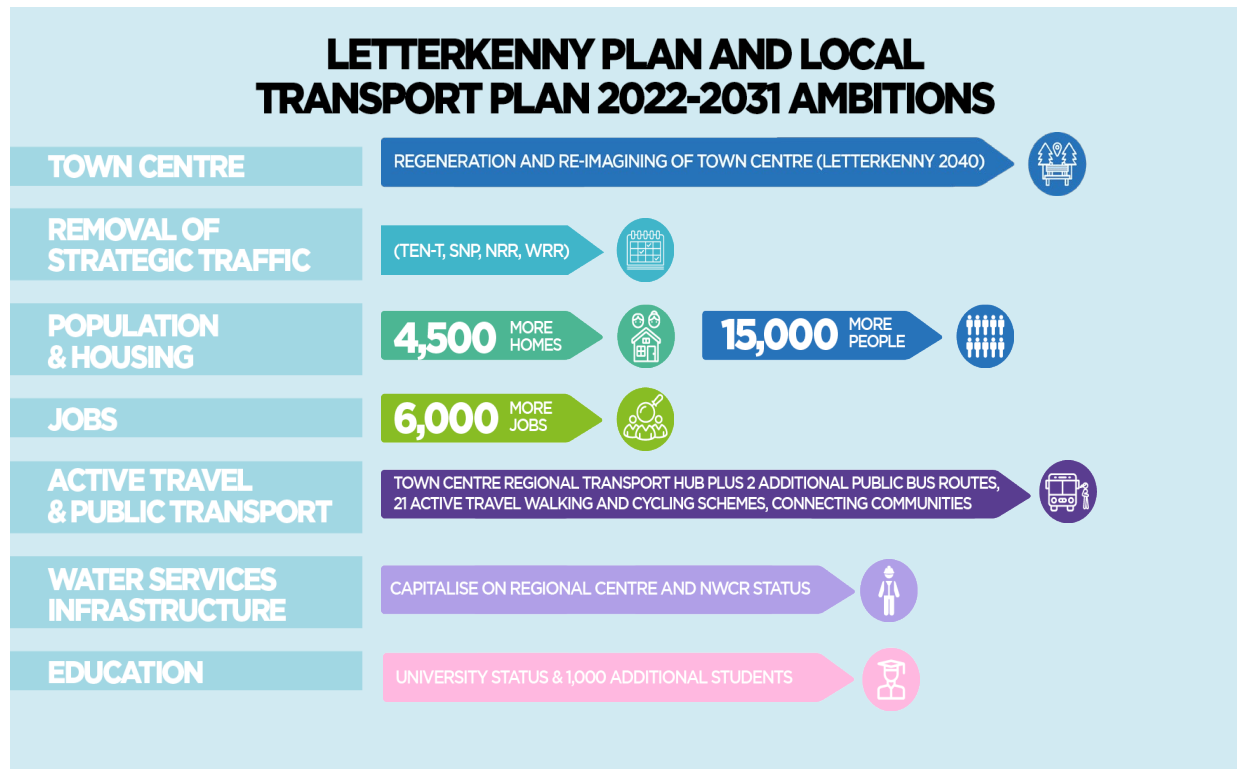 LETTERKENNY PLAN AND LOCAL
TRANSPORT PLAN 2022-2031 AMBITIONS
TOWN CENTRE
REGENERATION AND RE-IMAGINING OF TOWN CENTRE (LETTERKENNY 2040)
REMOVAL OF
STRATEGIC TRAFFIC
(TEN-T, SNP, NRR, WRR)
POPULATION
& HOUSING
4,500 MORE
HOMES
15,000 MORE
PEOPLE
JOBS
6,000 MORE
JOBS
ACTIVE TRAVEL
& PUBLIC TRANSPORT
TOWN CENTRE REGIONAL TRANSPORT HUB PLUS 2 ADDITIONAL PUBLIC BUS ROUTES,
21 ACTIVE TRAVEL WALKING AND CYCLING SCHEMES, CONNECTING COMMUNITIES
WATER SERVICES
INFRASTRUCTURE
CAPITALISE ON REGIONAL CENTRE AND NWCR STATUS
EDUCATION
UNIVERSITY STATUS & 1,000 ADDITIONAL STUDENTS